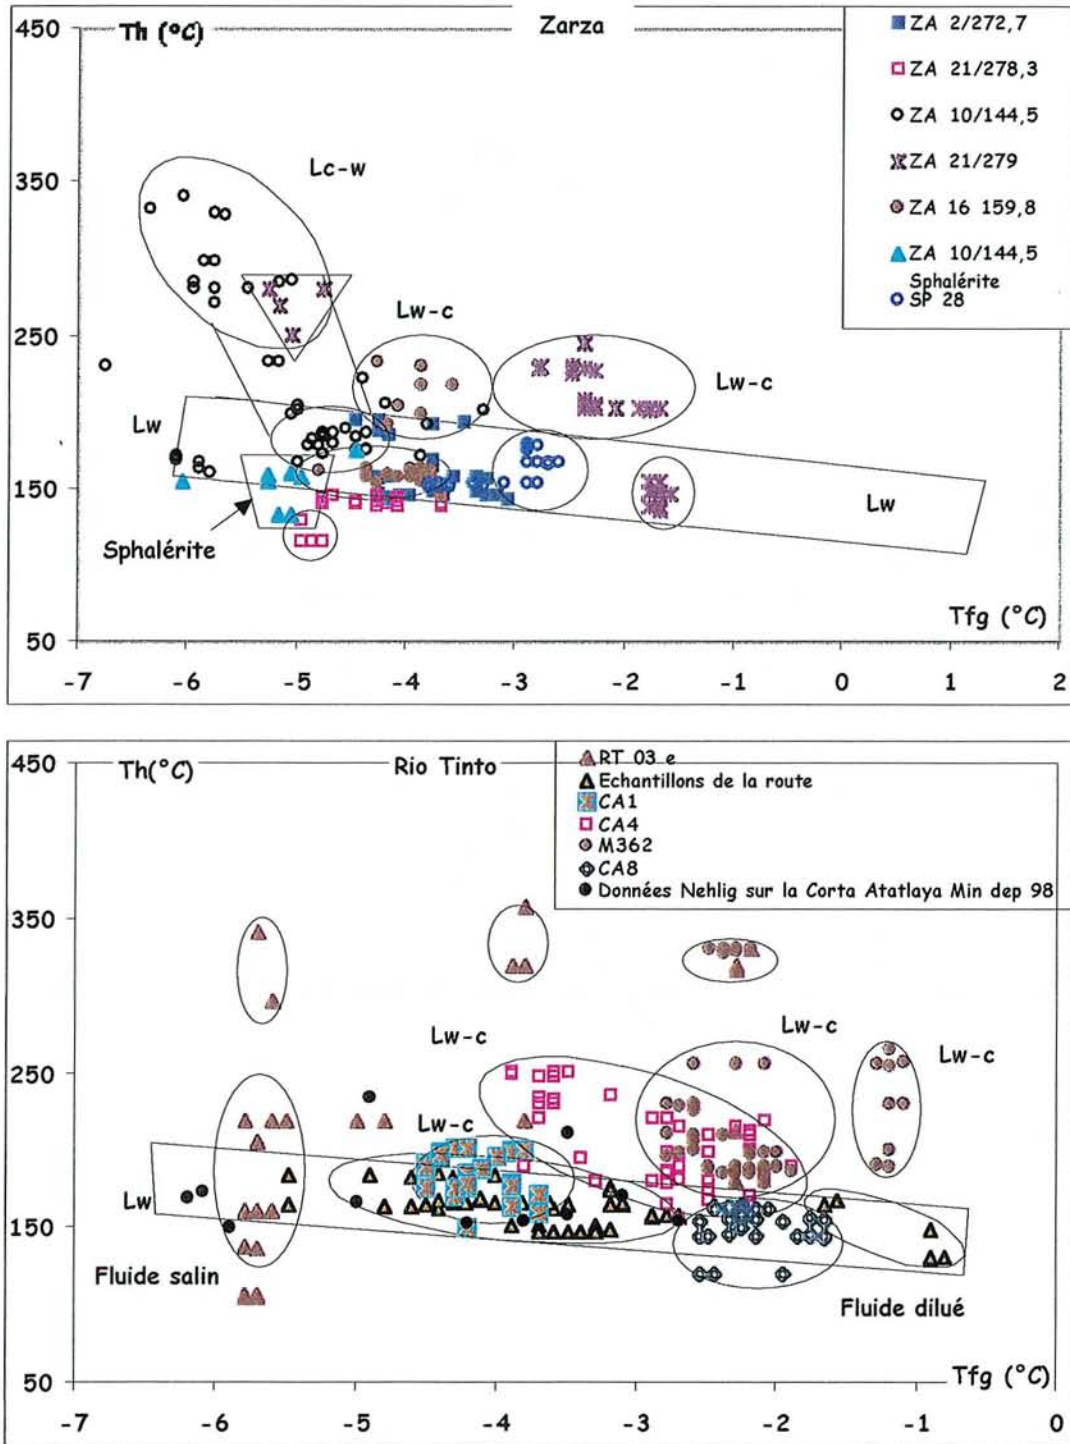 450
Th (°C)
Zarza
ZA 2/272,7
ZA 21/278,3
ZA 10/144,5
ZA 21/279
ZA 16 159,8
ZA 10/144,5
Sphalérite
SP 28
350
Lc-w
250
Lw-c
Lw-c
Lw
150
Lw
Sphalérite
50
Tfg (°C)
-7 -6 -5 -4 -3 -2 -1 0 1 2
450
Th(°C)
Rio Tinto
RT 03 e
Echantillons de la route
CA1
CA4
M362
CA8
Données Nehlig sur la Corta Atatlaya Min dep 98
350
Lw-c
Lw-c
Lw-c
250
Lw-c
Lw
150
Fluide salin
Fluide dilué
50
Tfg (°C)
-7 -6 -5 -4 -3 -2 -1 0